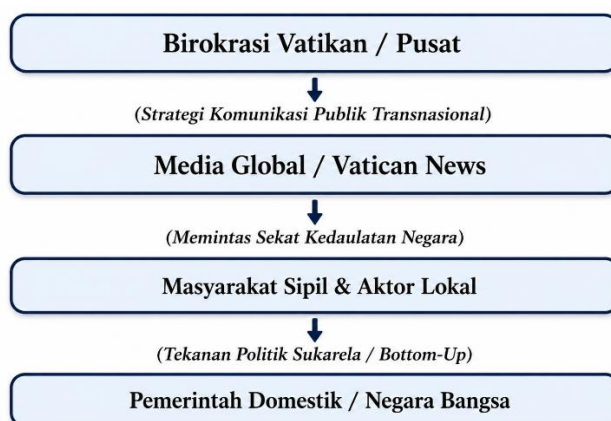 Birokrasi Vatikan / Pusat
(Strategi Komunikasi Publik Transnasional)
Media Global / Vatican News
(Memintas Sekat Kedaulatan Negara)
Masyarakat Sipil & Aktor Lokal
(Tekanan Politik Sukarela / Bottom-Up)
Pemerintah Domestik / Negara Bangsa